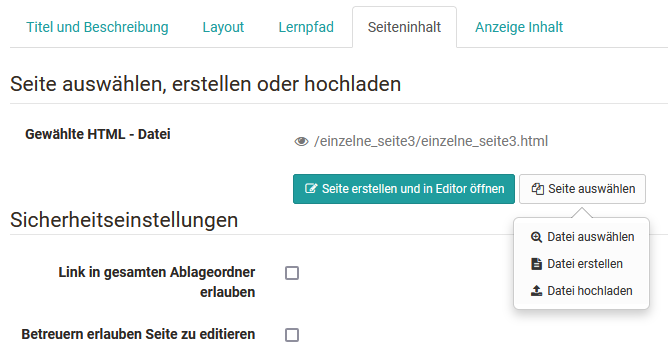 Titel und Beschreibung Layout Lernpfad Seiteninhalt Anzeige Inhalt
Seite auswählen, erstellen oder hochladen
Gewählte HTML - Datei /einzelne_seite3/einzelne_seite3.html
Seite erstellen und in Editor öffnen Seite auswählen
Datei auswählen
Datei erstellen
Datei hochladen
Sicherheitseinstellungen
Link in gesamten Ablageordner
erlauben
Betreuern erlauben Seite zu editieren